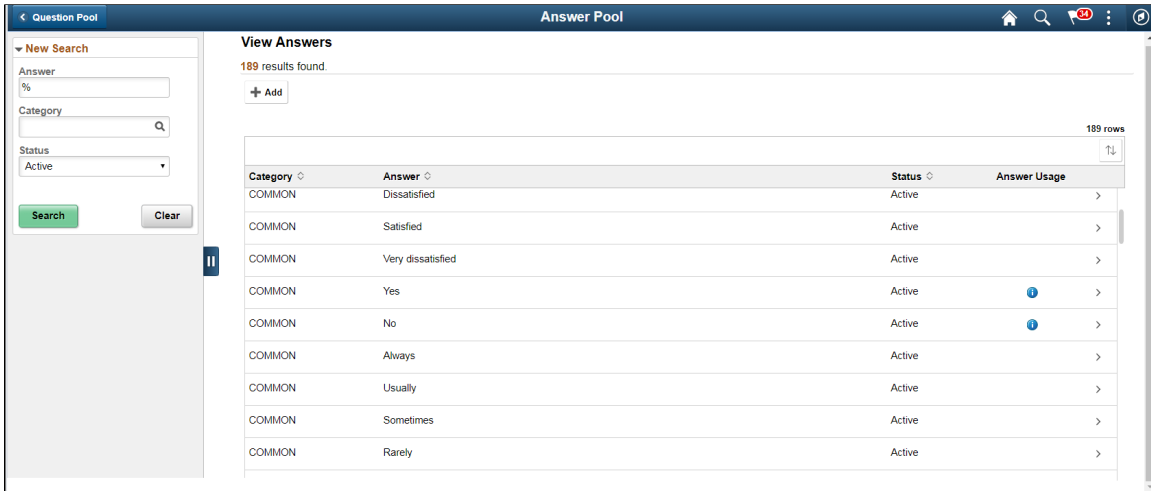 Question Pool
Answer Pool
34
New Search
Answer
%
Category
Status
Active
Search
Clear
View Answers
189 results found.
Add
189 rows
Category Answer Status Answer Usage
COMMON Dissatisfied Active
COMMON Satisfied Active
COMMON Very dissatisfied Active
COMMON Yes Active
COMMON No Active
COMMON Always Active
COMMON Usually Active
COMMON Sometimes Active
COMMON Rarely Active